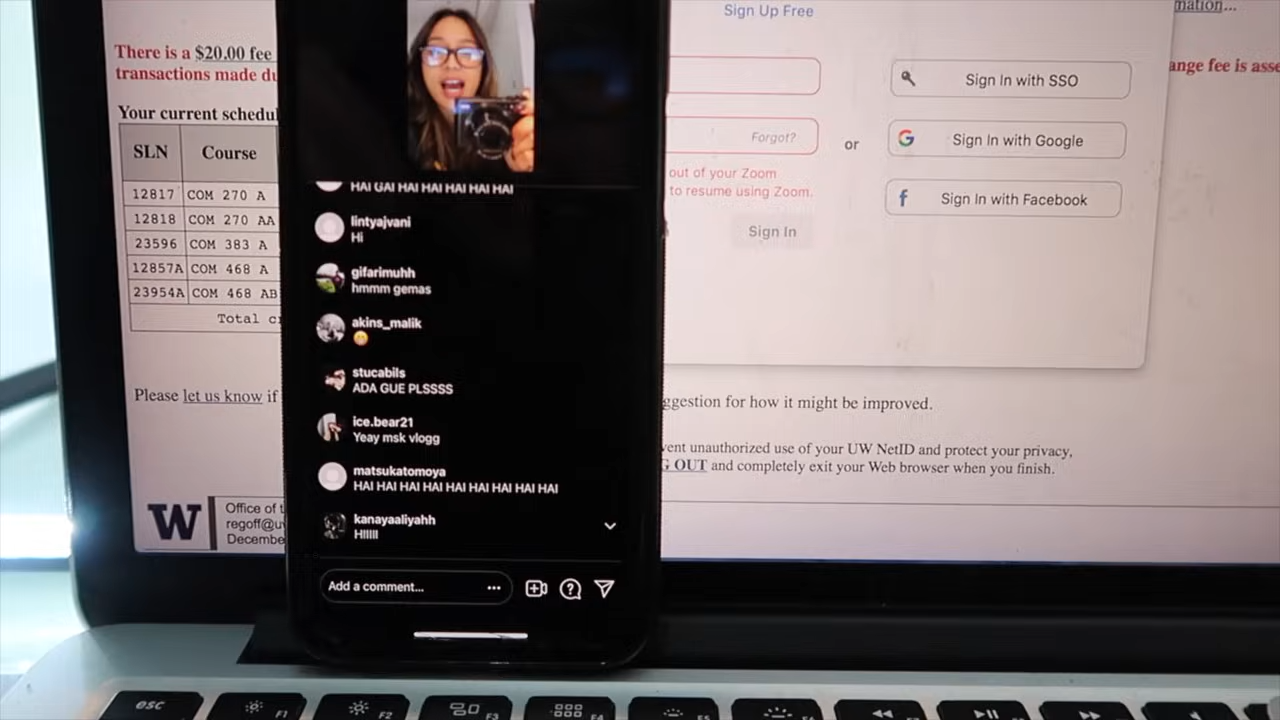 There is a $20.00 fee
transactions made du
Your current schedul
SLN Course
12817 COM 270 A
12818 COM 270 AA
23596 COM 383 A
12857A COM 468 A
23954A COM 468 AB
Total c
Please let us know if
W
Office of t
regoff@u
Decembe
HAI GAI HAI HAI HAI HAI HAI
lintyajvani
Hi
gifarimuhh
hmmm gemas
akins_malik
stucabils
ADA GUE PLSSSS
ice.bear21
Yeay msk vlogg
matsukatomoya
HAI HAI HAI HAI HAI HAI HAI HAI HAI
kanayaaliyahh
HIIIII
Add a comment...
Sign Up Free
mation...
ange fee is asse
Forgot?
or
Sign In with SSO
Sign In with Google
Sign In with Facebook
out of your Zoom
to resume using Zoom.
Sign In
ggestion for how it might be improved.
vent unauthorized use of your UW NetID and protect your privacy,
G OUT and completely exit your Web browser when you finish.
esc F1 F2 F3 F4